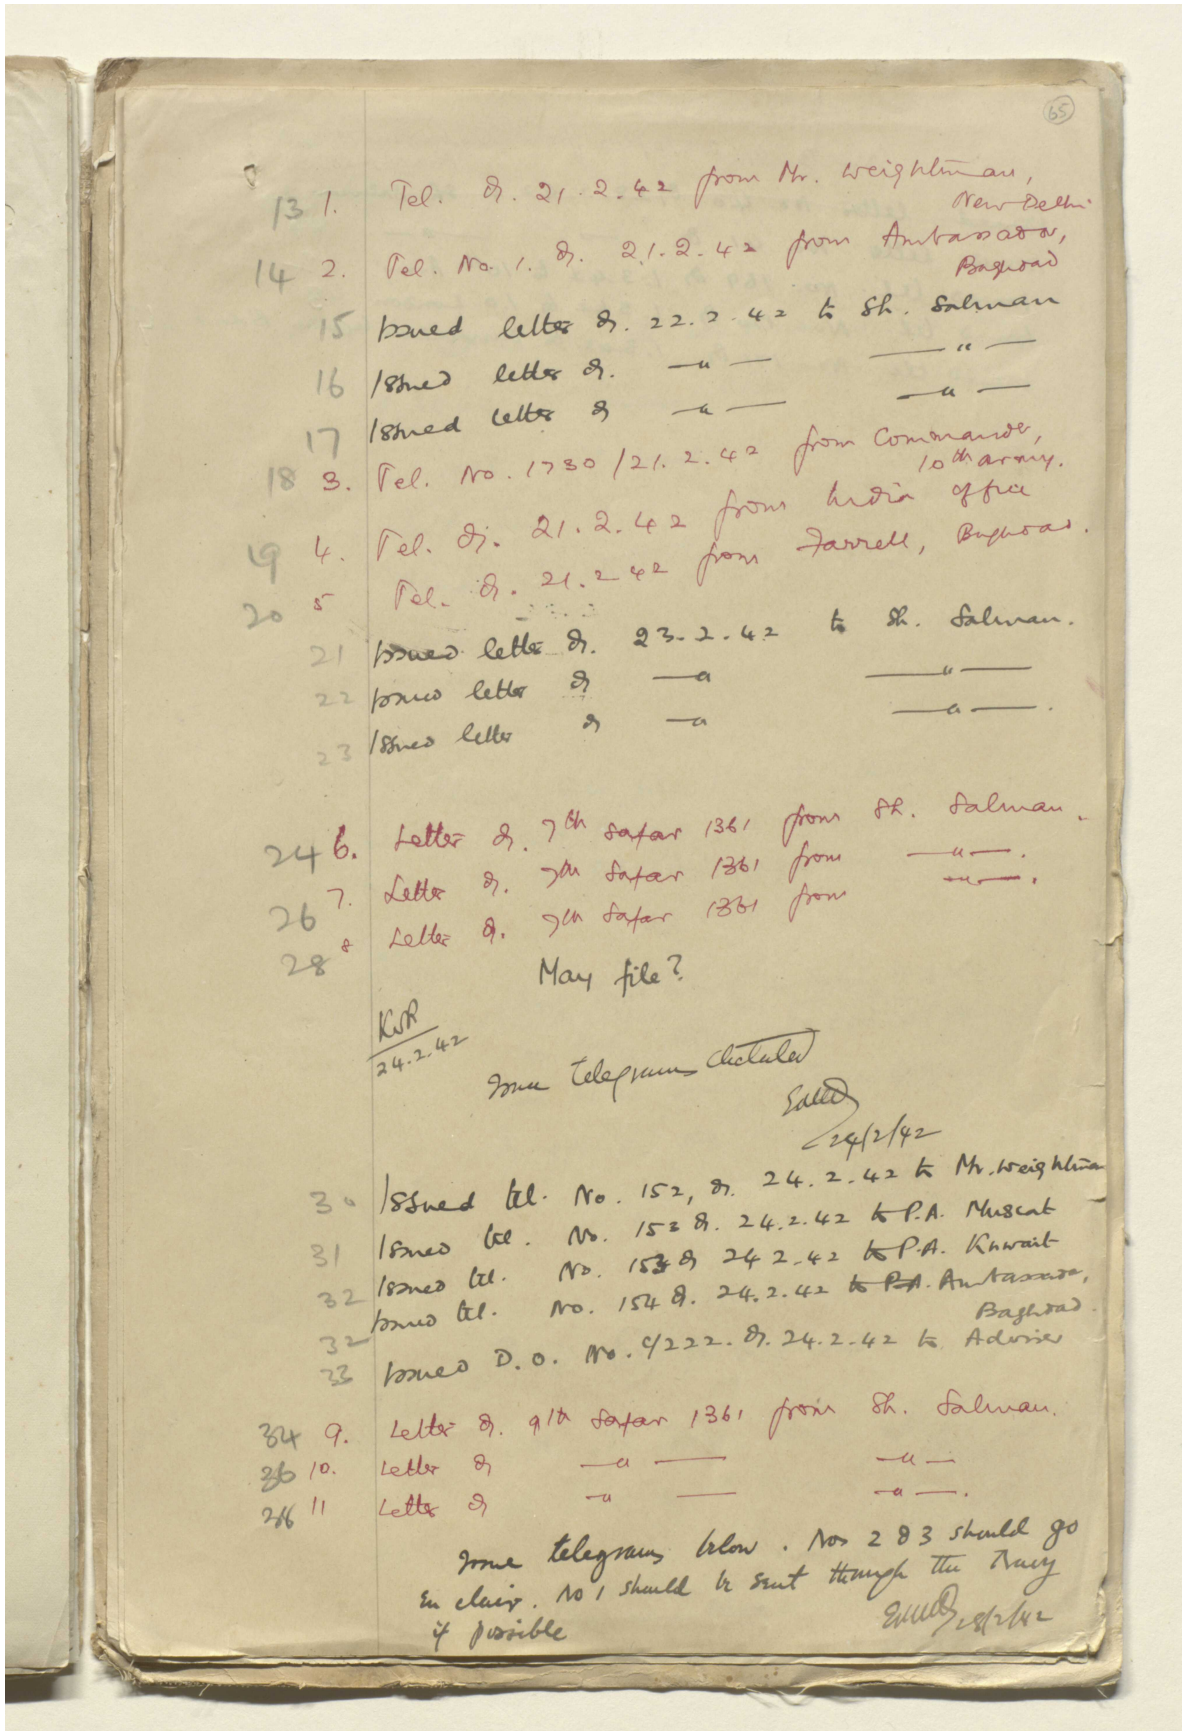 65
13 1. Tel. d. 21.2.42 from Mr. Weightman,
New Delhi
14 2. Tel. No. 1. d. 21.2.42 from Ambassador,
Baghdad
15 Issued letter d. 22.2.42 to Sh. Salman
16 Issued letter d. —"— —"—
17 Issued letter d —"— —"—
18 3. Tel. No. 1730/21.2.42 from Commander,
10th army.
19 4. Tel. d. 21.2.42 from India Office
20 5 Tel. d. 21.2.42 from Farrell, Baghdad.
21 Issued letter d. 23.2.42 to Sh. Salman.
22 Issued letter d —" —"—
23 Issued letter d —" —"—.
24 6. Letter d. 7th Safar 1361 from Sh. Salman.
26 7. Letter d. 7th Safar 1361 from —"—.
28 8 Letter d. 7th Safar 1361 from —"—.
May file?
KVR
24.2.42
Issue telegrams dictated
24/2/42
30 Issued tel. No. 152, d. 24.2.42 to Mr. Weightman
31 Issued tel. No. 153 d. 24.2.42 to P.A. Muscat
32 Issued tel. No. 153 d 24.2.42 to P.A. Kuwait
32 Issued tel. No. 154 d. 24.2.42 to P.A. Ambassador,
Baghdad.
33 Issued D.O. No. C/222. d. 24.2.42 to Adviser
34 9. Letter d. 9th Safar 1361 from Sh. Salman.
36 10. Letter d —"— —"—
38 11 Letter d —"— —"—.
Issue telegrams below. Nos 2 & 3 should go
en clair. No 1 should be sent through the Navy
if possible
28/2/42